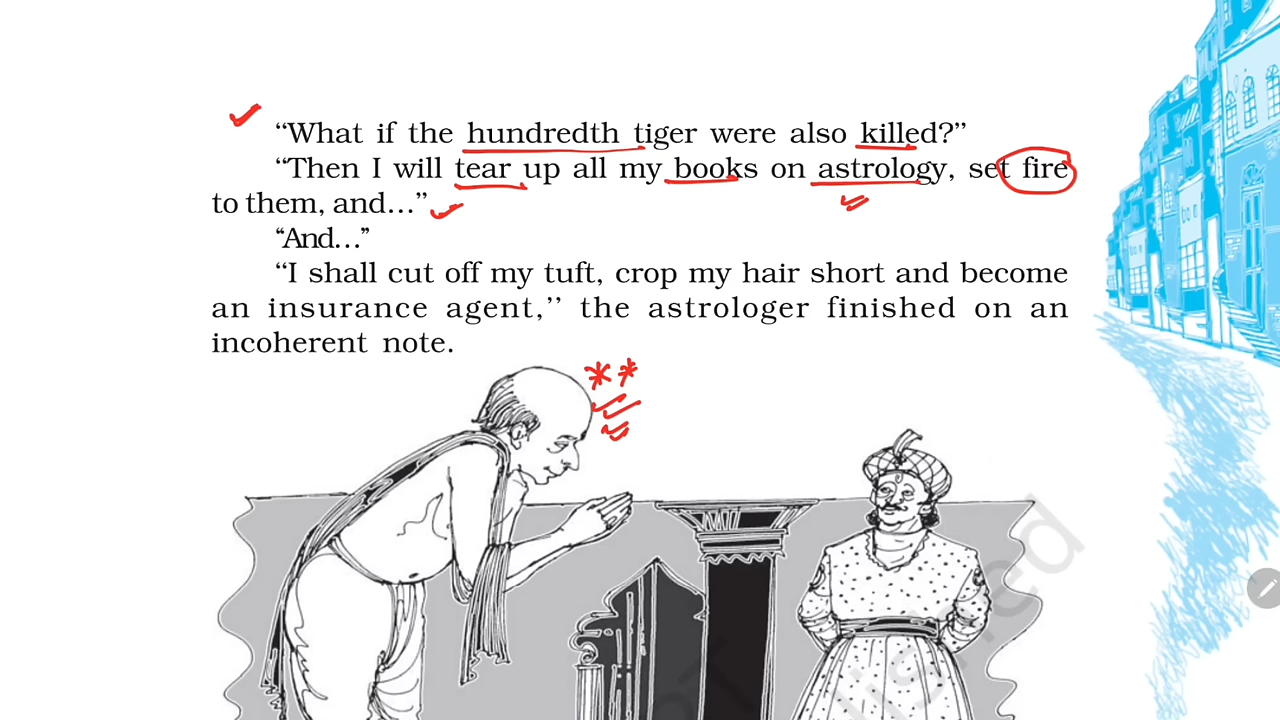 “What if the hundredth tiger were also killed?”
“Then I will tear up all my books on astrology, set fire
to them, and...”
“And...”
“I shall cut off my tuft, crop my hair short and become
an insurance agent,’’ the astrologer finished on an
incoherent note.